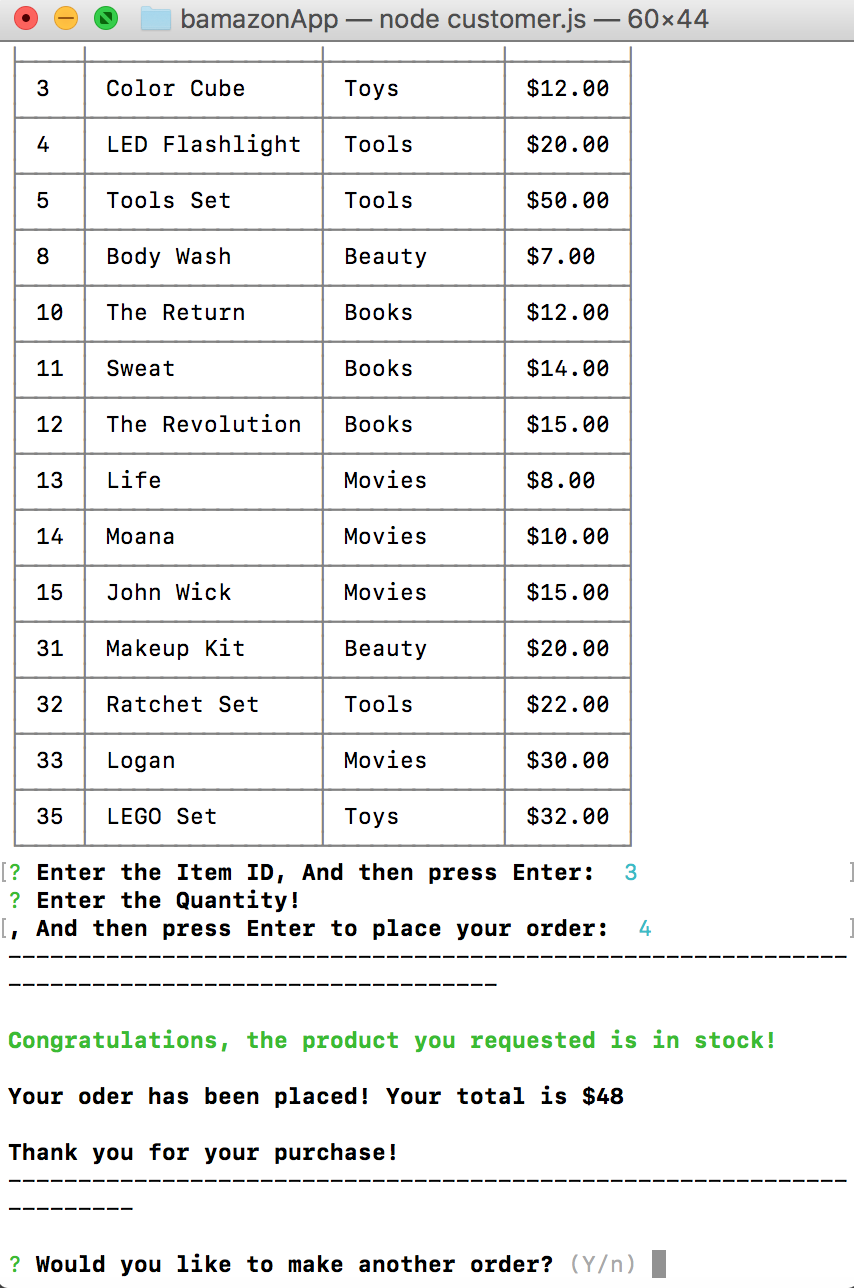 bamazonApp — node customer.js — 60×44
3 Color Cube Toys $12.00
4 LED Flashlight Tools $20.00
5 Tools Set Tools $50.00
8 Body Wash Beauty $7.00
10 The Return Books $12.00
11 Sweat Books $14.00
12 The Revolution Books $15.00
13 Life Movies $8.00
14 Moana Movies $10.00
15 John Wick Movies $15.00
31 Makeup Kit Beauty $20.00
32 Ratchet Set Tools $22.00
33 Logan Movies $30.00
35 LEGO Set Toys $32.00
[? Enter the Item ID, And then press Enter: 3 ]
? Enter the Quantity!
[, And then press Enter to place your order: 4 ]
------------------------------------------------------------
-----------------------------------
Congratulations, the product you requested is in stock!
Your oder has been placed! Your total is $48
Thank you for your purchase!
------------------------------------------------------------
---------
? Would you like to make another order? (Y/n)